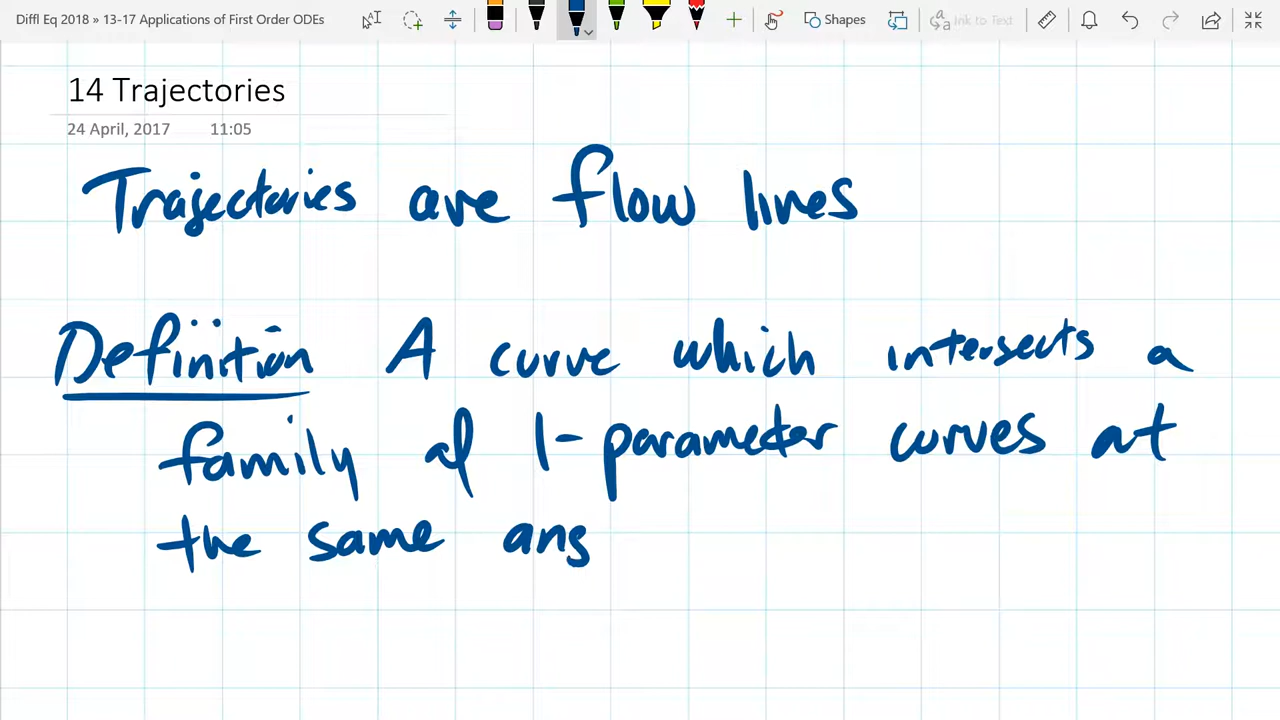 Diffl Eq 2018 » 13-17 Applications of First Order ODEs
Shapes
Ink to Text
14 Trajectories
24 April, 2017 11:05
Trajectories are flow lines
Definition A curve which intersects a
family of 1-parameter curves at
the same ang